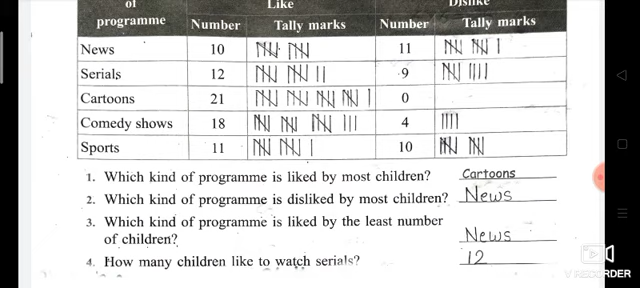 of Like Dislike
programme Number Tally marks Number Tally marks
News 10 11
Serials 12 9
Cartoons 21 0
Comedy shows 18 4
Sports 11 10
1. Which kind of programme is liked by most children? Cartoons
2. Which kind of programme is disliked by most children? News
3. Which kind of programme is liked by the least number
of children? News
4. How many children like to watch serials? 12
V RECORDER